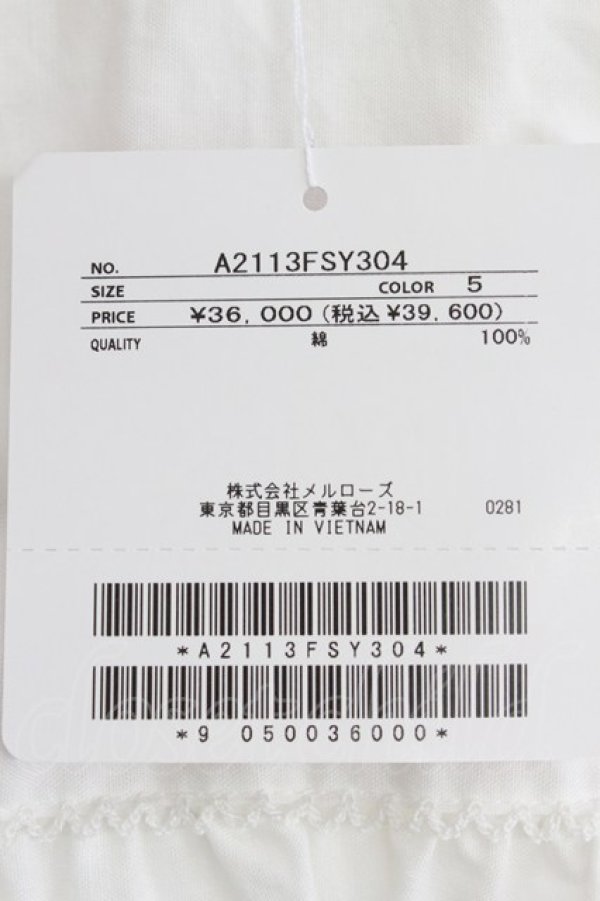 NO. A2113FSY304
SIZE COLOR 5
PRICE ¥36,000(税込¥39,600)
QUALITY 綿 100%
株式会社メルローズ
東京都目黒区青葉台2-18-1 0281
MADE IN VIETNAM
*A2113FSY304*
*9 050036000*